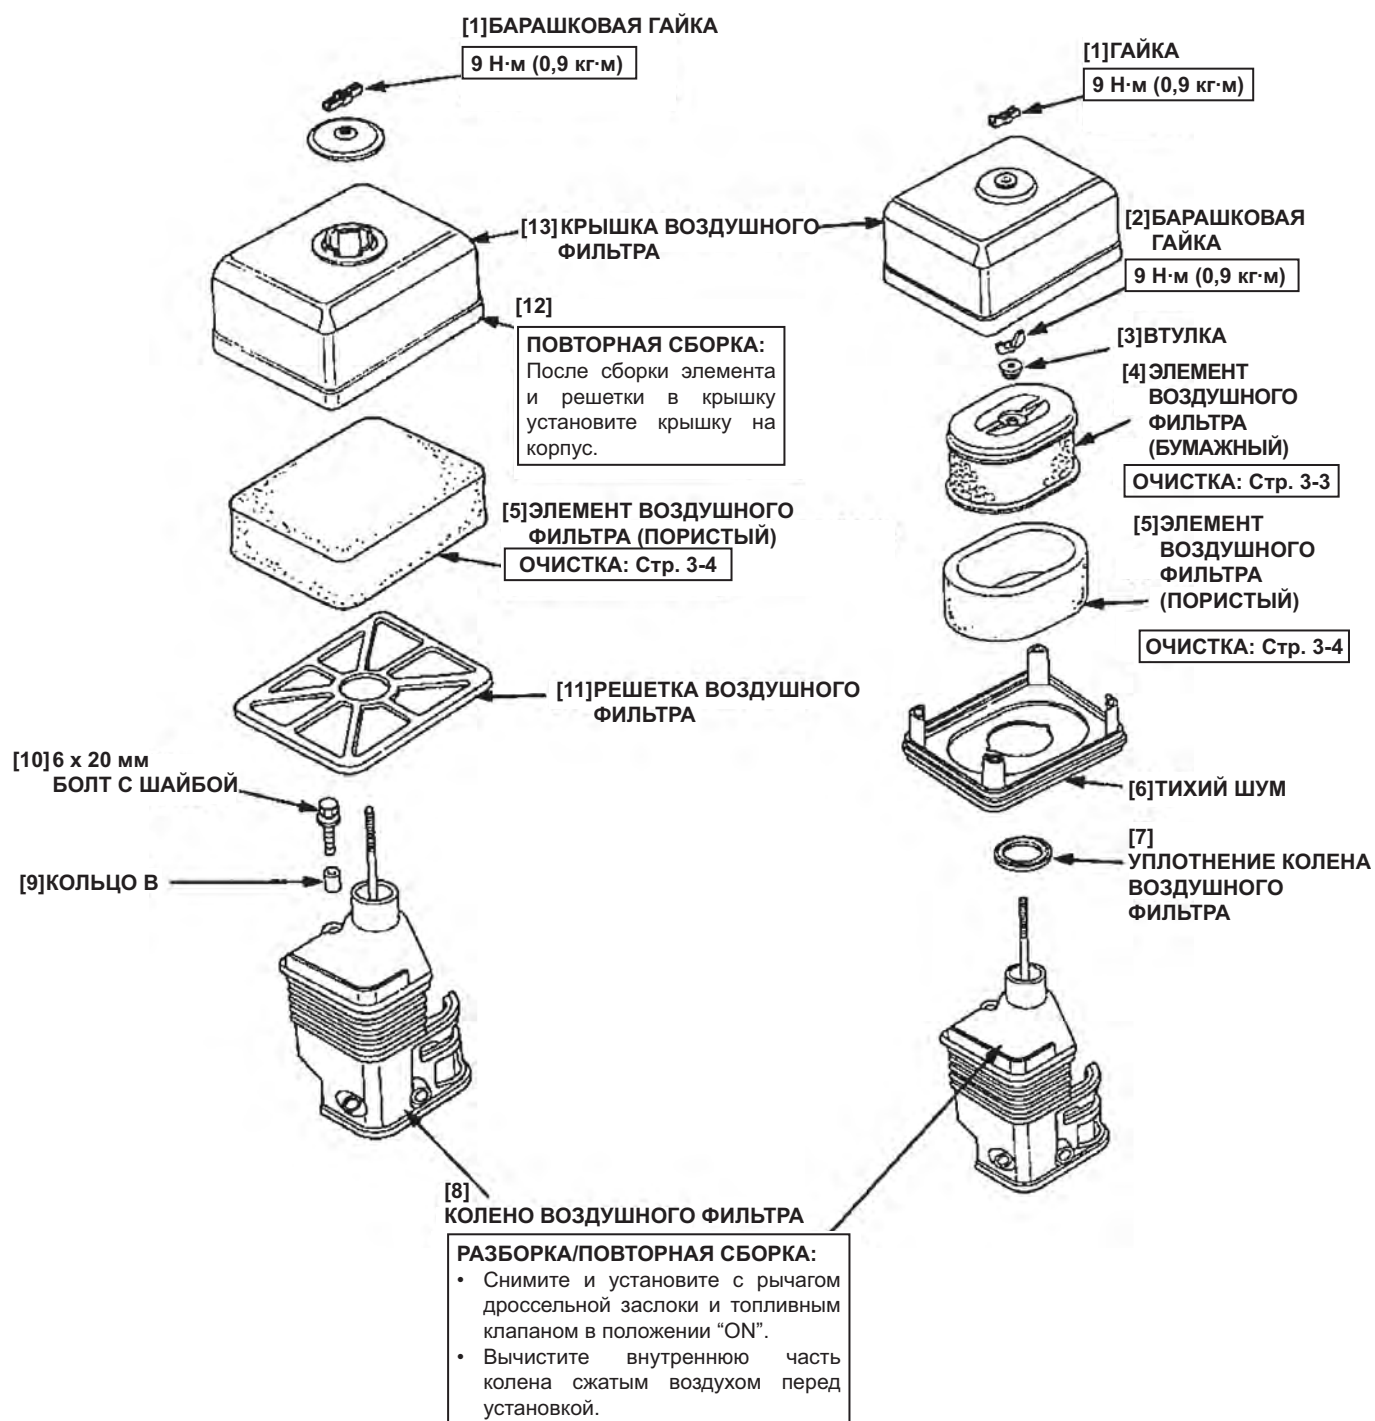 [1]БАРАШКОВАЯ ГАЙКА
9 Н·м (0,9 кг·м)
[1]ГАЙКА
9 Н·м (0,9 кг·м)
[13]КРЫШКА ВОЗДУШНОГО
ФИЛЬТРА
[2]БАРАШКОВАЯ
ГАЙКА
9 Н·м (0,9 кг·м)
[12]
ПОВТОРНАЯ СБОРКА:
После сборки элемента
и решетки в крышку
установите крышку на
корпус.
[3]ВТУЛКА
[4]ЭЛЕМЕНТ
ВОЗДУШНОГО
ФИЛЬТРА
(БУМАЖНЫЙ)
ОЧИСТКА: Стр. 3-3
[5]ЭЛЕМЕНТ ВОЗДУШНОГО
ФИЛЬТРА (ПОРИСТЫЙ)
ОЧИСТКА: Стр. 3-4
[5]ЭЛЕМЕНТ
ВОЗДУШНОГО
ФИЛЬТРА
(ПОРИСТЫЙ)
ОЧИСТКА: Стр. 3-4
[11]РЕШЕТКА ВОЗДУШНОГО
ФИЛЬТРА
[10]6 x 20 мм
БОЛТ С ШАЙБОЙ
[6]ТИХИЙ ШУМ
[7]
УПЛОТНЕНИЕ КОЛЕНА
ВОЗДУШНОГО
ФИЛЬТРА
[9]КОЛЬЦО В
[8]
КОЛЕНО ВОЗДУШНОГО ФИЛЬТРА
РАЗБОРКА/ПОВТОРНАЯ СБОРКА:
• Снимите и установите с рычагом
дроссельной заслоки и топливным
клапаном в положении “ON”.
• Вычистите внутреннюю часть
колена сжатым воздухом перед
установкой.